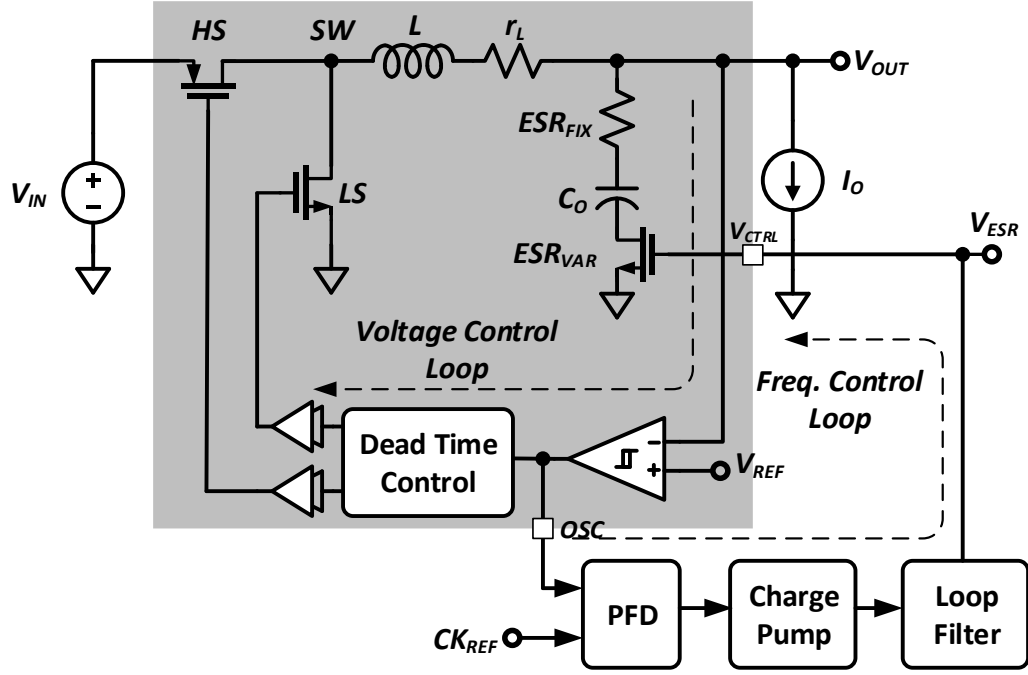 HS
SW
L
r_L
V_OUT
ESR_FIX
V_IN
+
−
LS
C_O
I_O
V_CTRL
V_ESR
ESR_VAR
Voltage Control
Loop
Freq. Control
Loop
Dead Time
Control
−
+
V_REF
OSC
PFD
Charge
Pump
Loop
Filter
CK_REF